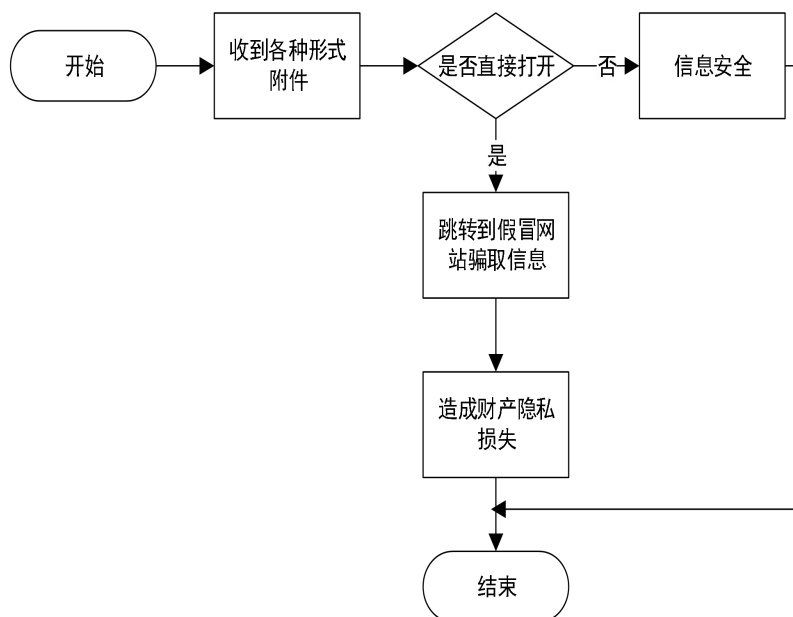 开始
收到各种形式
附件
是否直接打开
否
信息安全
是
跳转到假冒网
站骗取信息
造成财产隐私
损失
结束